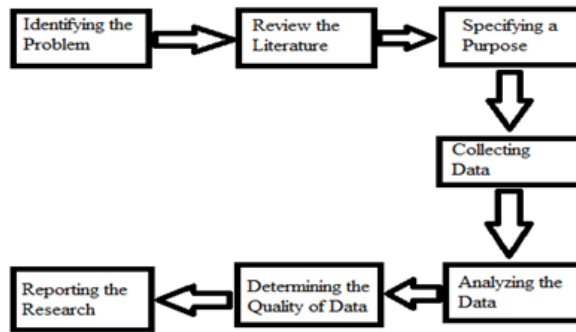 Identifying the
Problem
Review the
Literature
Specifying a
Purpose
Collecting
Data
Analyzing the
Data
Determining the
Quality of Data
Reporting the
Research